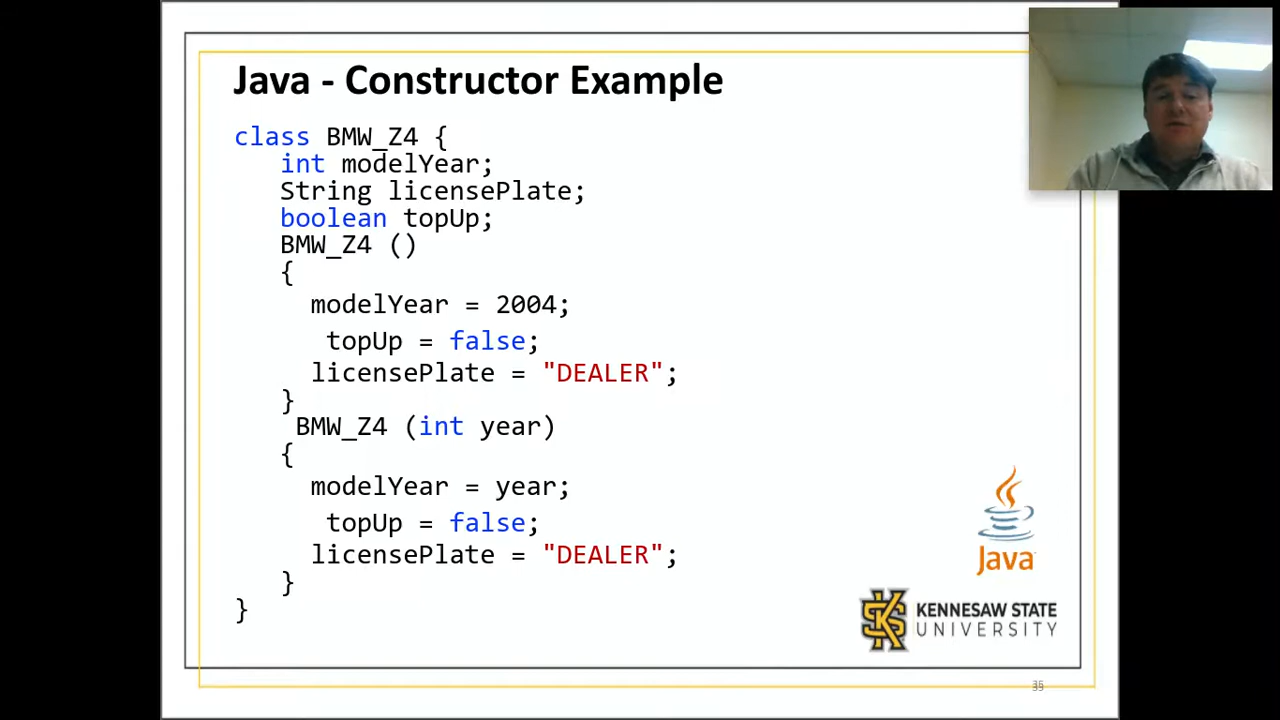 Java - Constructor Example
class BMW_Z4 {
int modelYear;
String licensePlate;
boolean topUp;
BMW_Z4 ()
{
modelYear = 2004;
topUp = false;
licensePlate = "DEALER";
}
BMW_Z4 (int year)
{
modelYear = year;
topUp = false;
licensePlate = "DEALER";
}
}
Java
KENNESAW STATE
UNIVERSITY